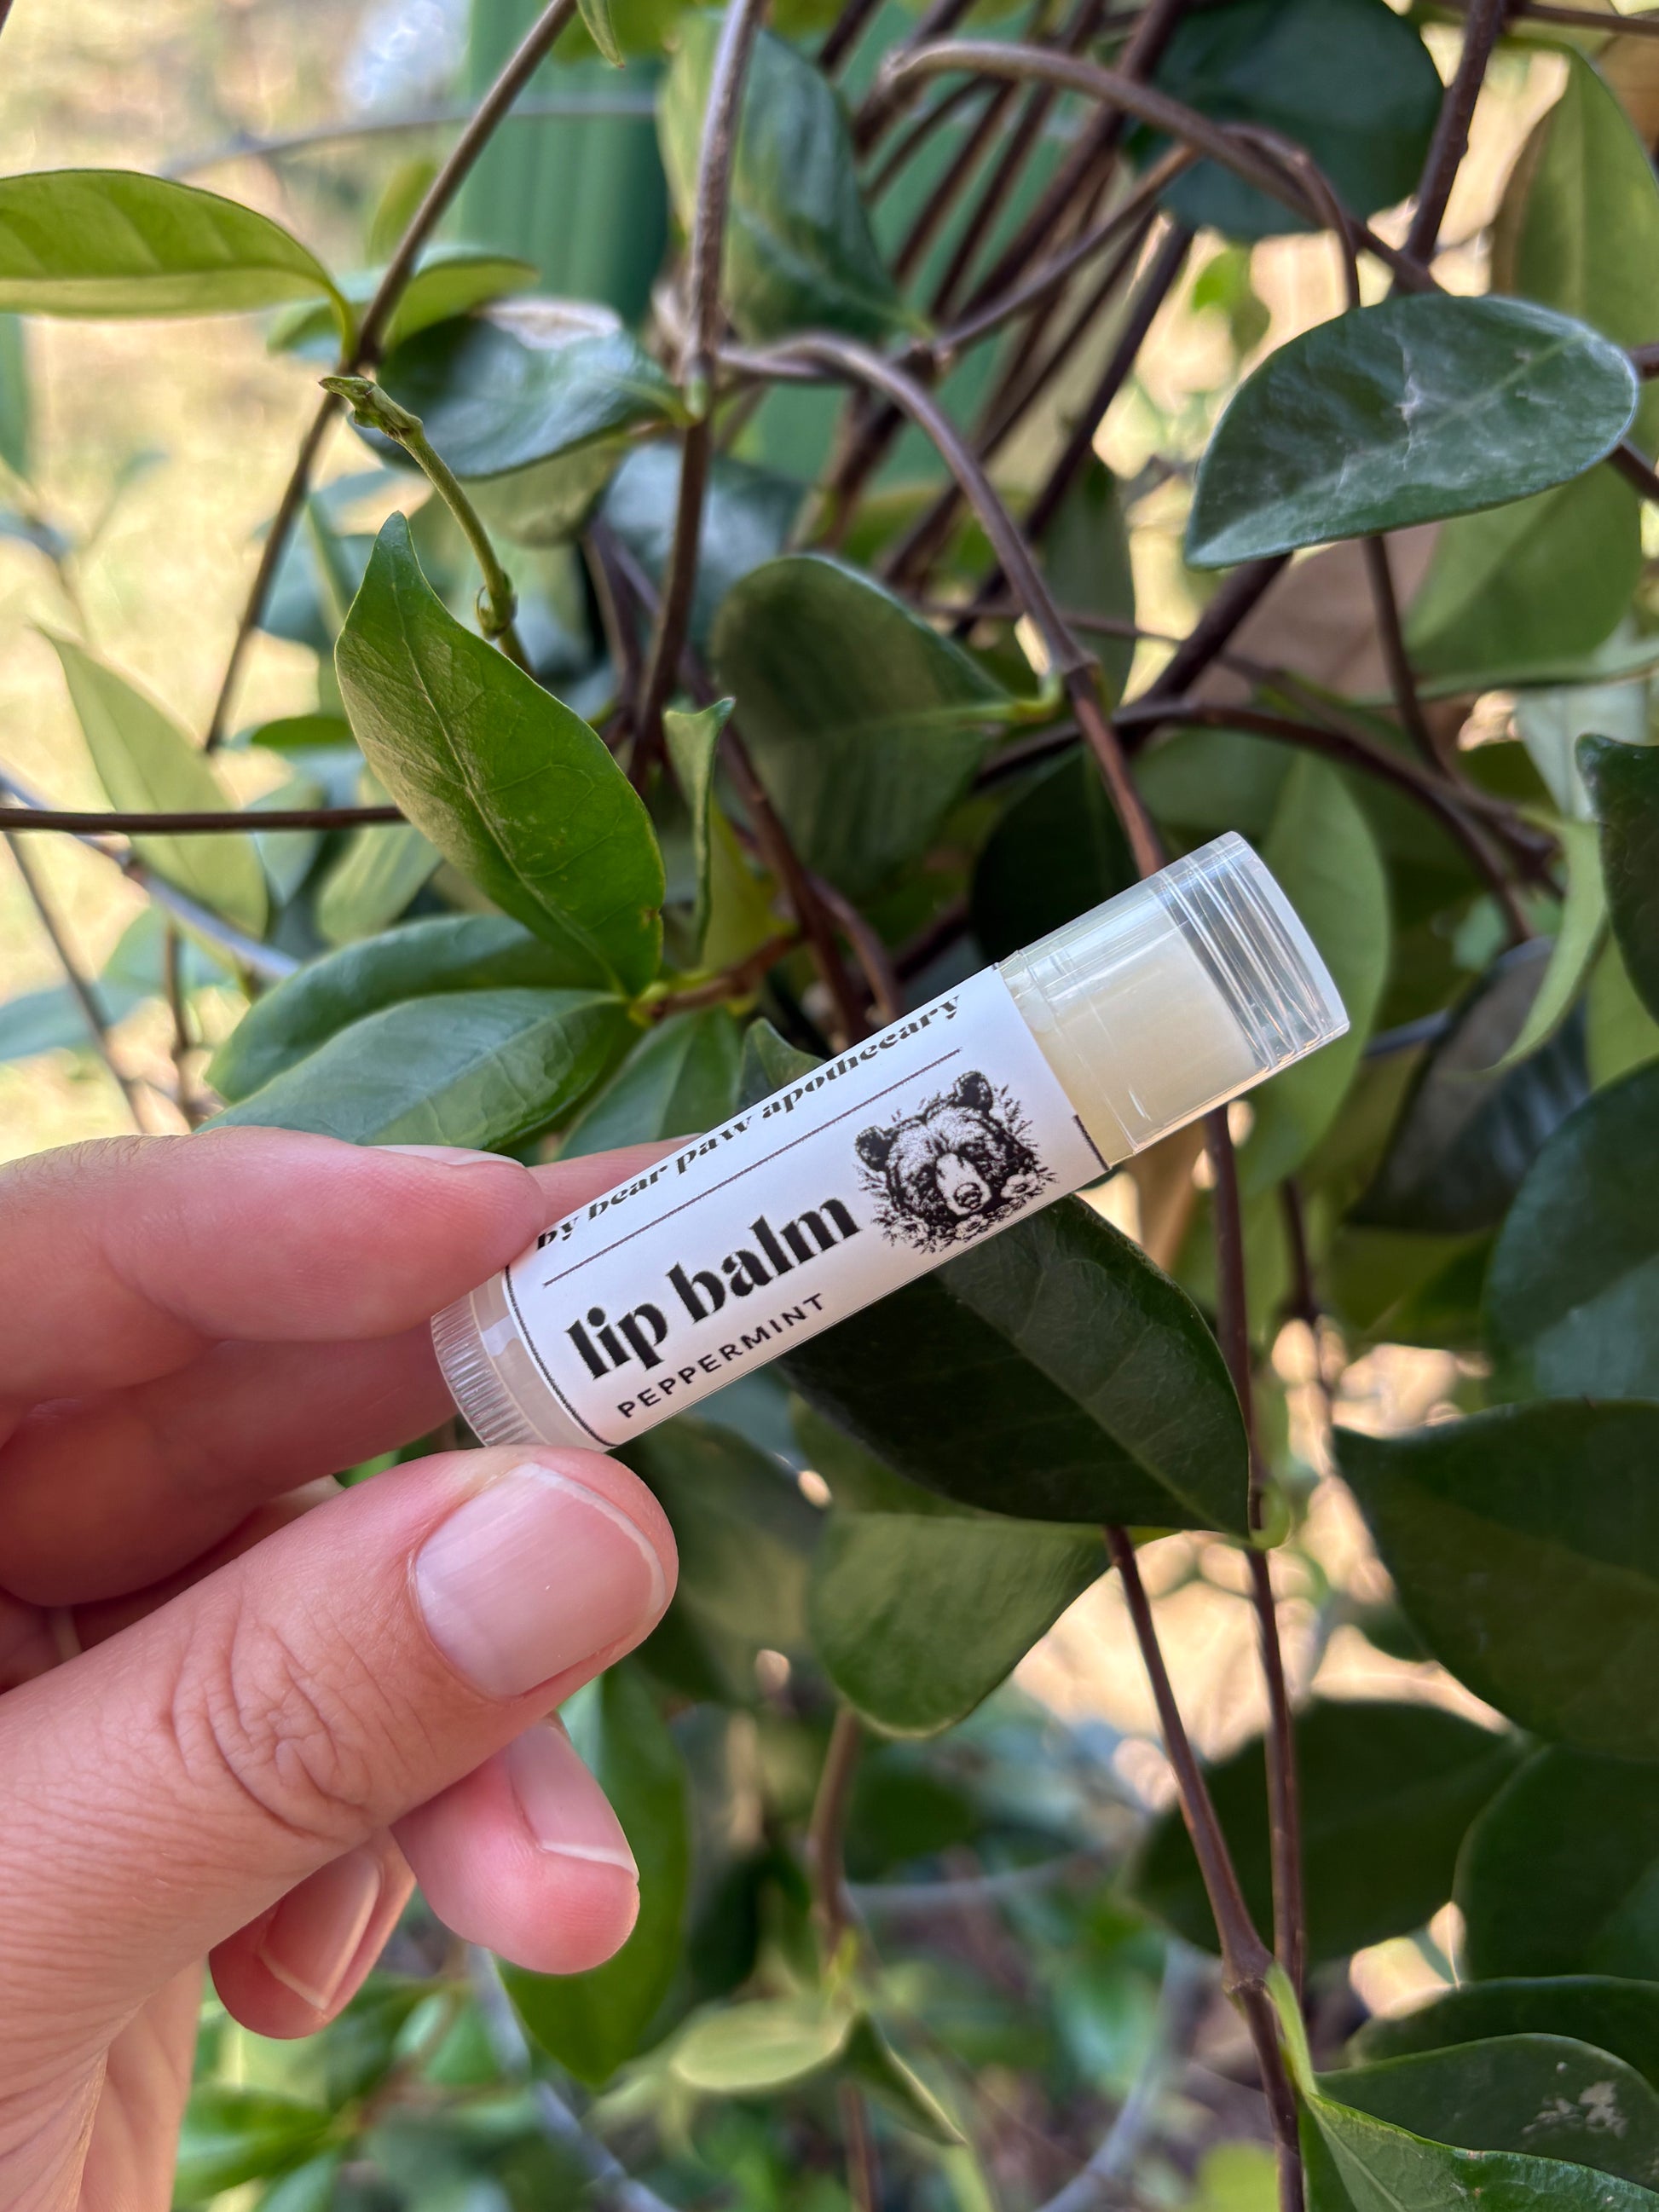 by bear paw apothecary
lip balm
PEPPERMINT